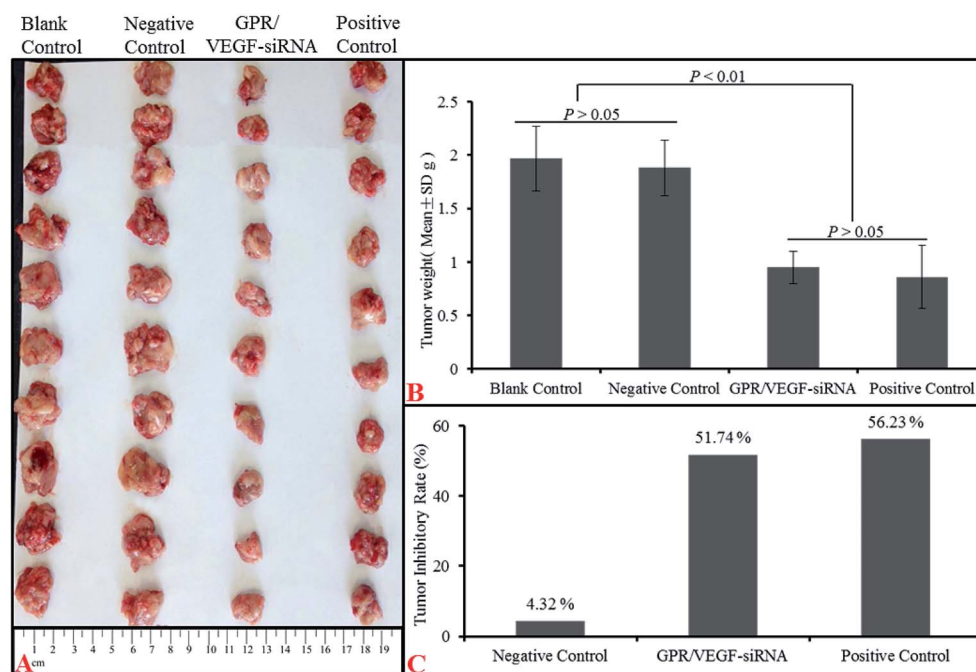 Blank Control
Negative Control
GPR/ VEGF-siRNA
Positive Control
1 2 3 4 5 6 7 8 9 10 11 12 13 14 15 16 17 18 19
cm
A
P < 0.01
P > 0.05
P > 0.05
Tumor weight( Mean±SD g )
2.5
2
1.5
1
0.5
0
Blank Control Negative Control GPR/VEGF-siRNA Positive Control
B
Tumor Inhibitory Rate (%)
60
40
20
0
4.32 %
51.74 %
56.23 %
Negative Control GPR/VEGF-siRNA Positive Control
C